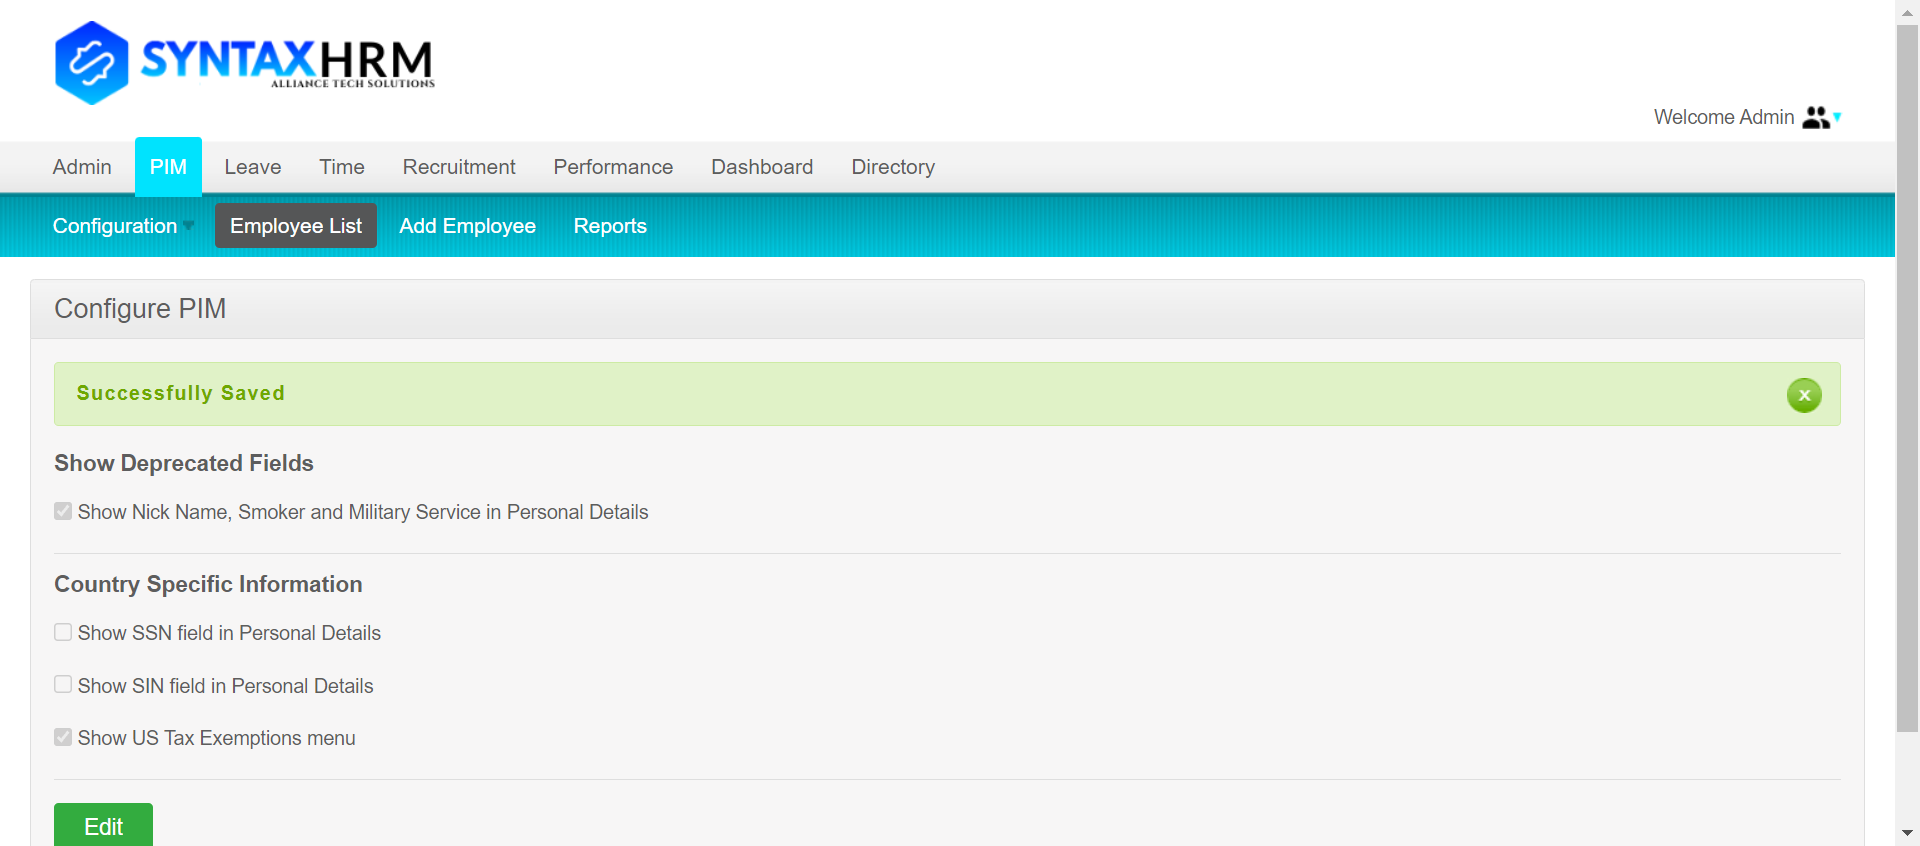 SYNTAXHRM
ALLIANCE TECH SOLUTIONS
Welcome Admin
Admin PIM Leave Time Recruitment Performance Dashboard Directory
Configuration Employee List Add Employee Reports
Configure PIM
Successfully Saved
x
Show Deprecated Fields
Show Nick Name, Smoker and Military Service in Personal Details
Country Specific Information
Show SSN field in Personal Details
Show SIN field in Personal Details
Show US Tax Exemptions menu
Edit